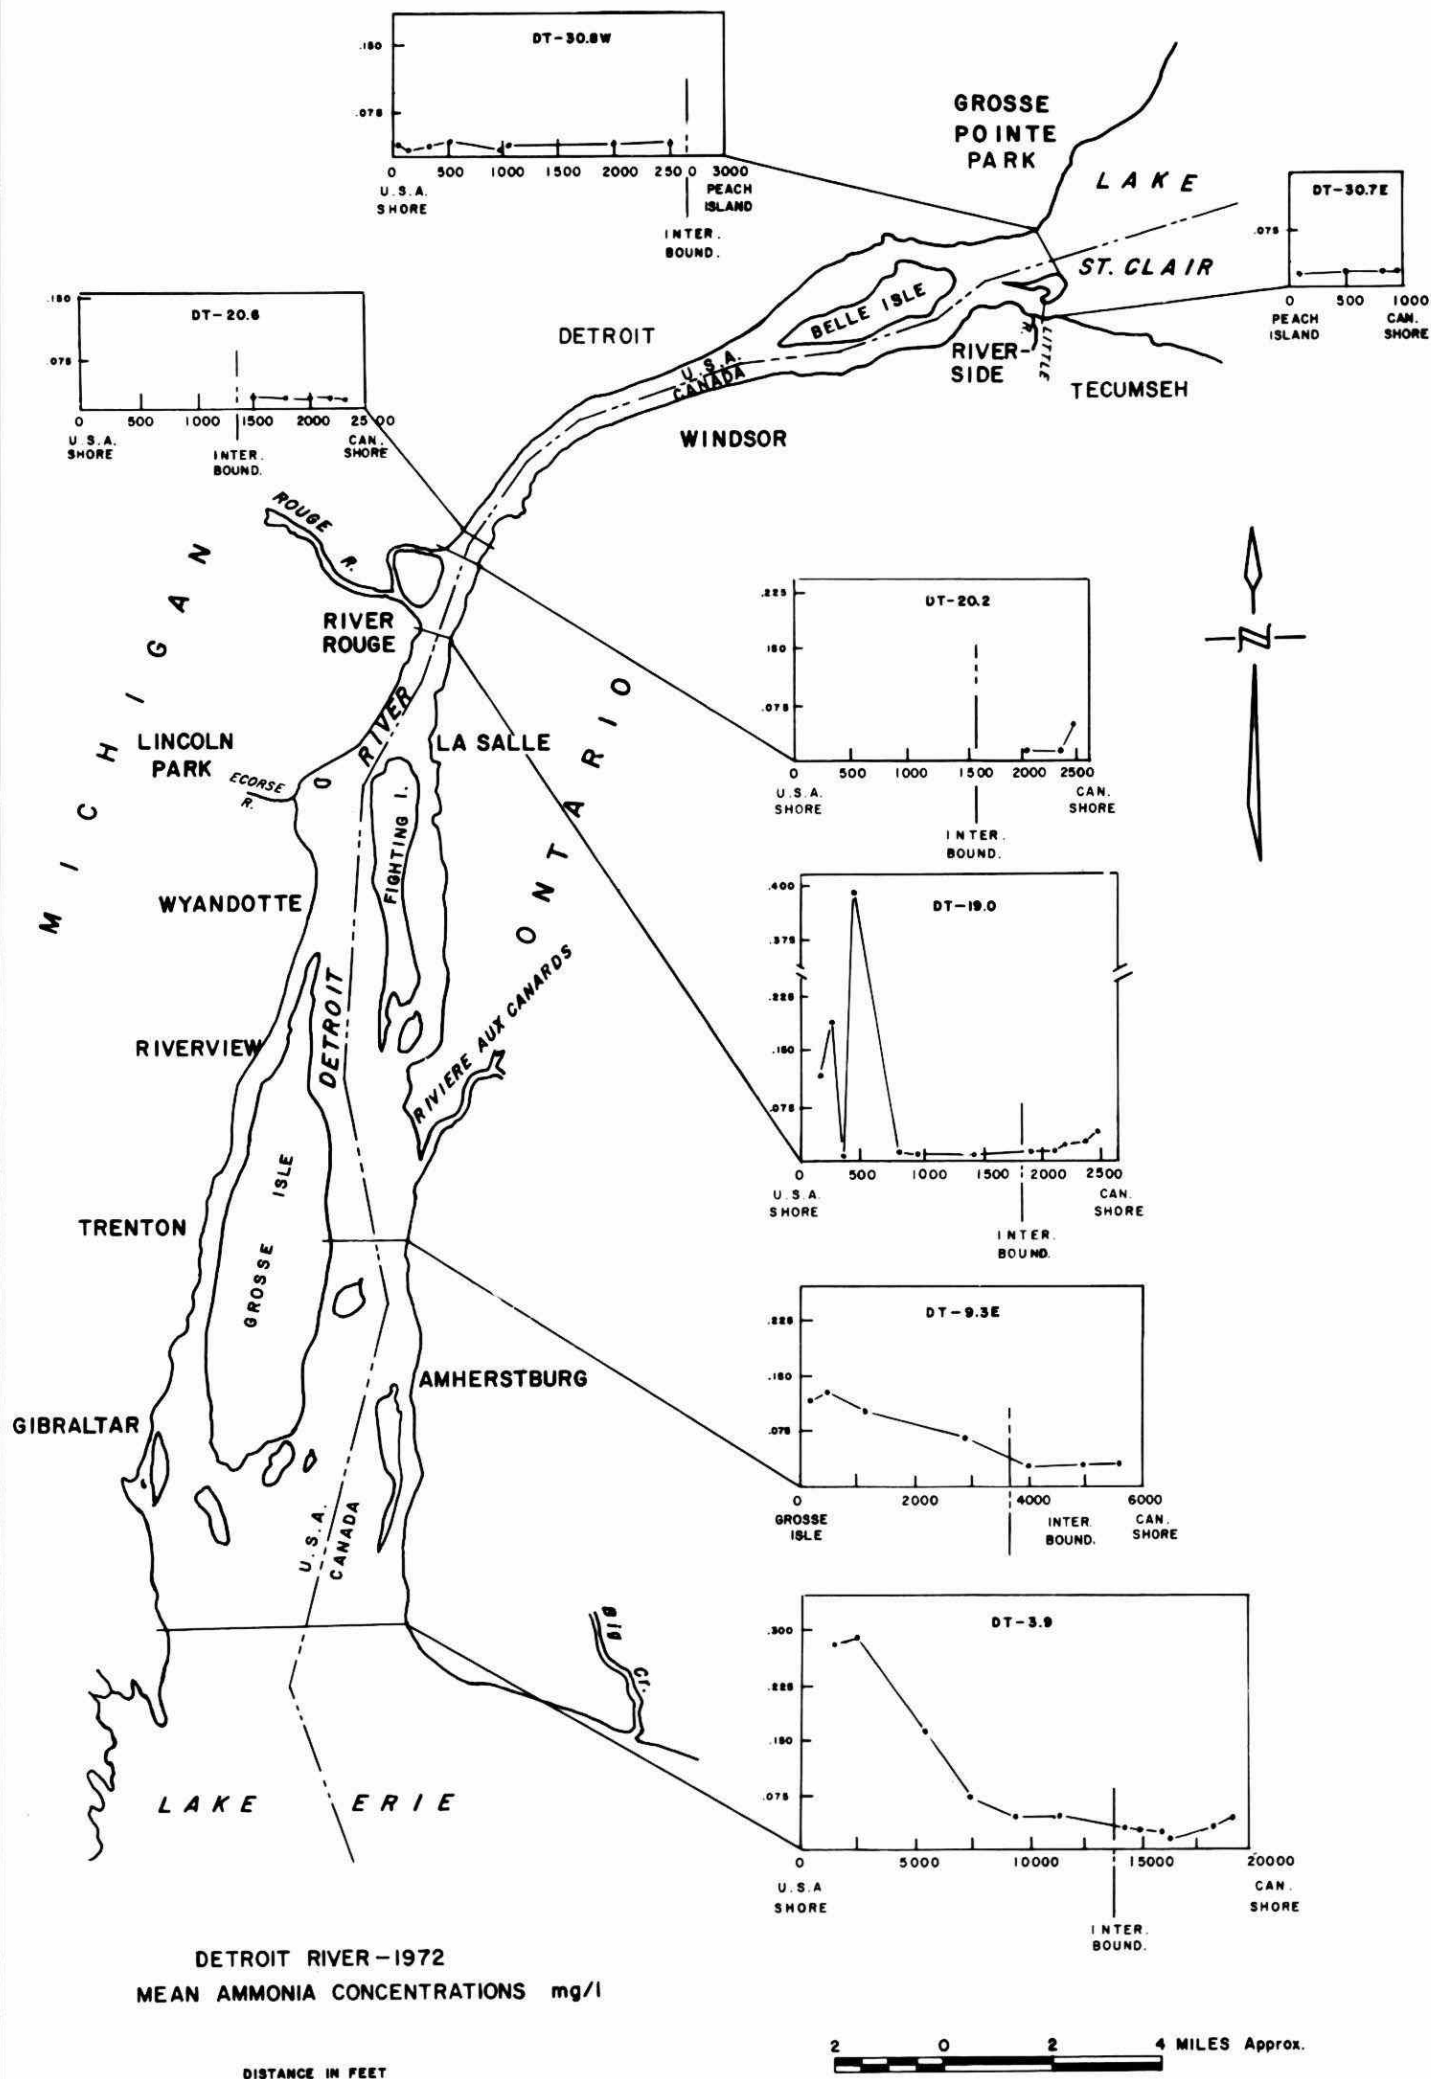 DT-30.8W
.150
.075
0 500 1000 1500 2000 2500 3000
U.S.A. SHORE
PEACH ISLAND
INTER. BOUND.
GROSSE
POINTE
PARK
LAKE
ST. CLAIR
DT-30.7E
.075
0 500 1000
PEACH ISLAND
CAN. SHORE
DT-20.6
.150
.075
0 500 1000 1500 2000 2500
U.S.A. SHORE
INTER. BOUND.
CAN. SHORE
DETROIT
BELLE ISLE
U.S.A.
CANADA
RIVER-
SIDE
LITTLE
R.
TECUMSEH
WINDSOR
ROUGE R.
MICHIGAN
RIVER
ROUGE
N
DT-20.2
.225
.150
.075
0 500 1000 1500 2000 2500
U.S.A. SHORE
CAN. SHORE
INTER. BOUND.
ONTARIO
LINCOLN
PARK
RIVER
LA SALLE
ECORSE
R.
FIGHTING I.
WYANDOTTE
DETROIT
RIVERVIEW
RIVIERE AUX CANARDS
DT-19.0
.400
.375
.225
.150
.075
0 500 1000 1500 2000 2500
U.S.A. SHORE
CAN. SHORE
INTER. BOUND.
TRENTON
GROSSE ISLE
DT-9.3E
.225
.150
.075
0 2000 4000 6000
GROSSE ISLE
INTER. BOUND.
CAN. SHORE
AMHERSTBURG
GIBRALTAR
U.S.A.
CANADA
Big Cr.
DT-3.9
.300
.225
.150
.075
0 5000 10000 15000 20000
U.S.A SHORE
CAN. SHORE
INTER. BOUND.
LAKE ERIE
DETROIT RIVER-1972
MEAN AMMONIA CONCENTRATIONS mg/l
2 0 2 4 MILES Approx.
DISTANCE IN FEET